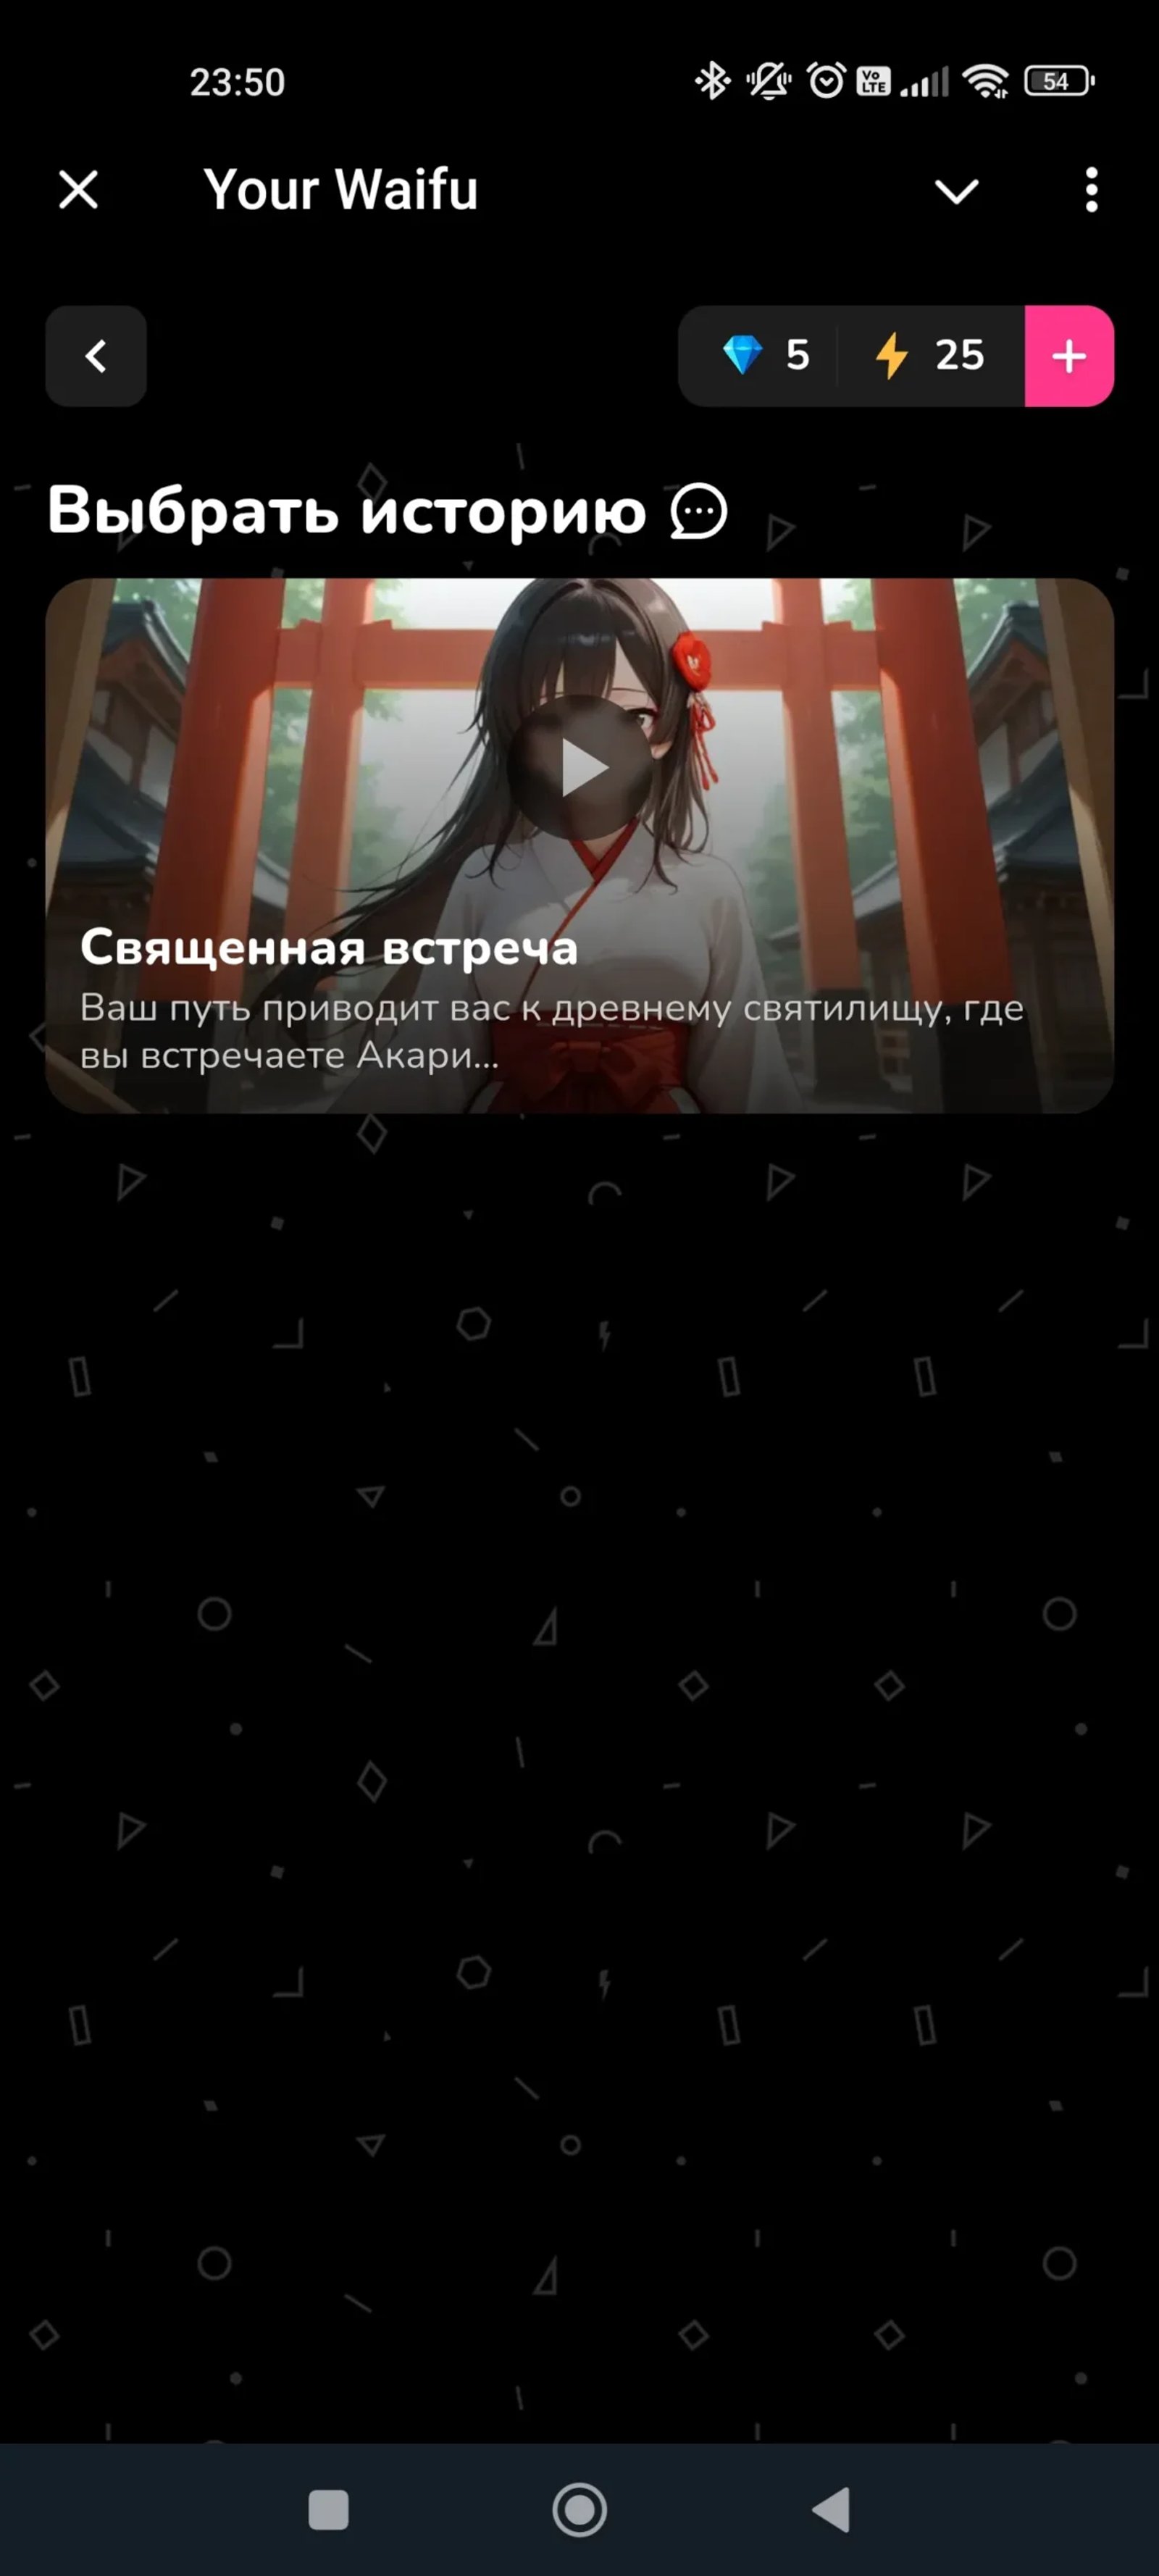 23:50
Vo LTE
54
Your Waifu
5
25
Выбрать историю
Священная встреча
Ваш путь приводит вас к древнему святилищу, где
вы встречаете Акари...